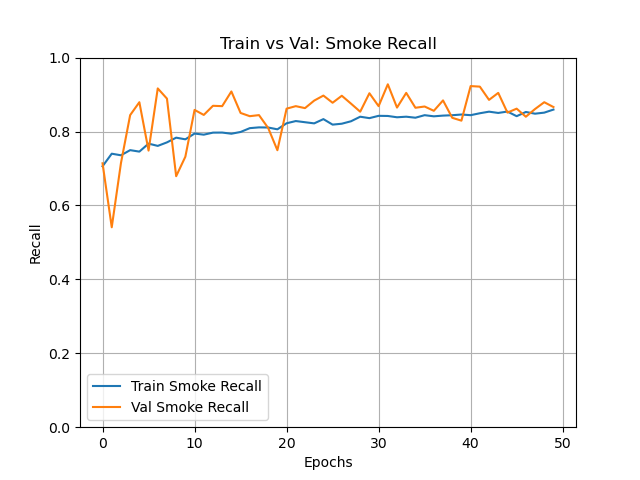 Train vs Val: Smoke Recall
1.0
0.8
0.6
0.4
0.2
0.0
Recall
Train Smoke Recall
Val Smoke Recall
0 10 20 30 40 50
Epochs